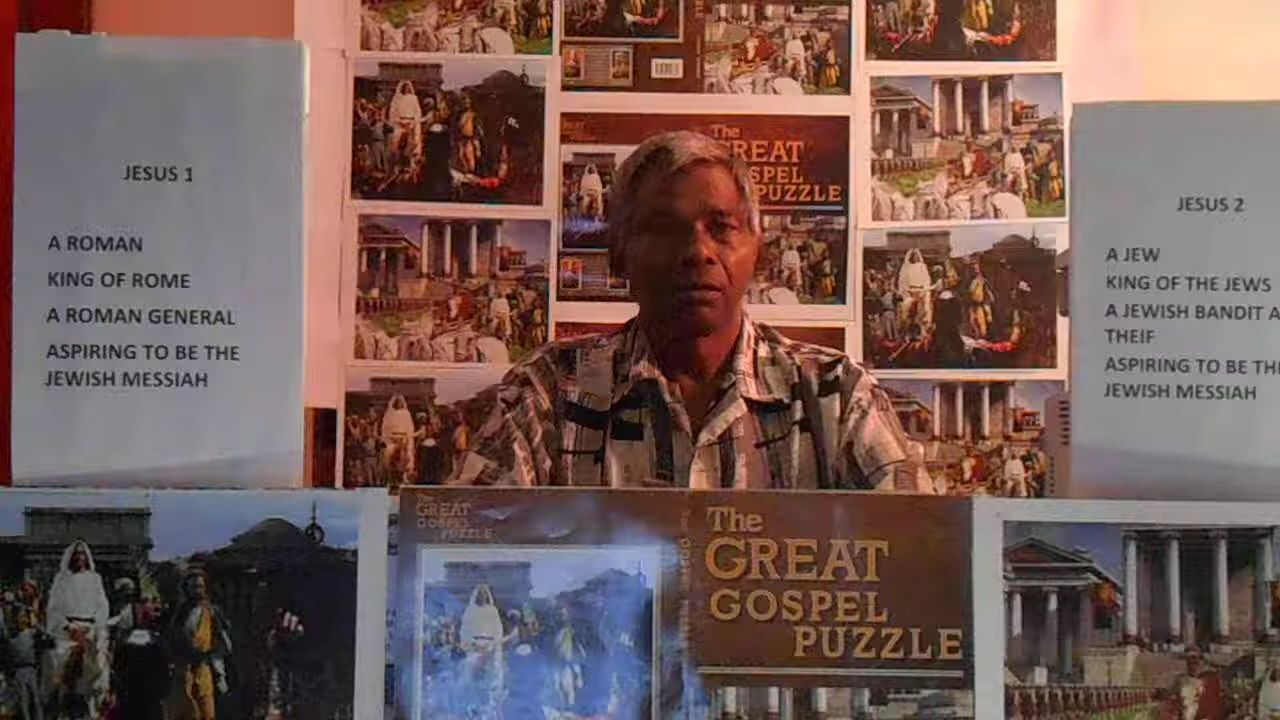 The
GREAT
SPEL
PUZZLE
JESUS 1
A ROMAN
KING OF ROME
A ROMAN GENERAL
ASPIRING TO BE THE
JEWISH MESSIAH
JESUS 2
A JEW
KING OF THE JEWS
A JEWISH BANDIT A
THEIF
ASPIRING TO BE TH
JEWISH MESSIAH
GREAT
GOSPEL
PUZZLE
The
GREAT
GOSPEL
PUZZLE